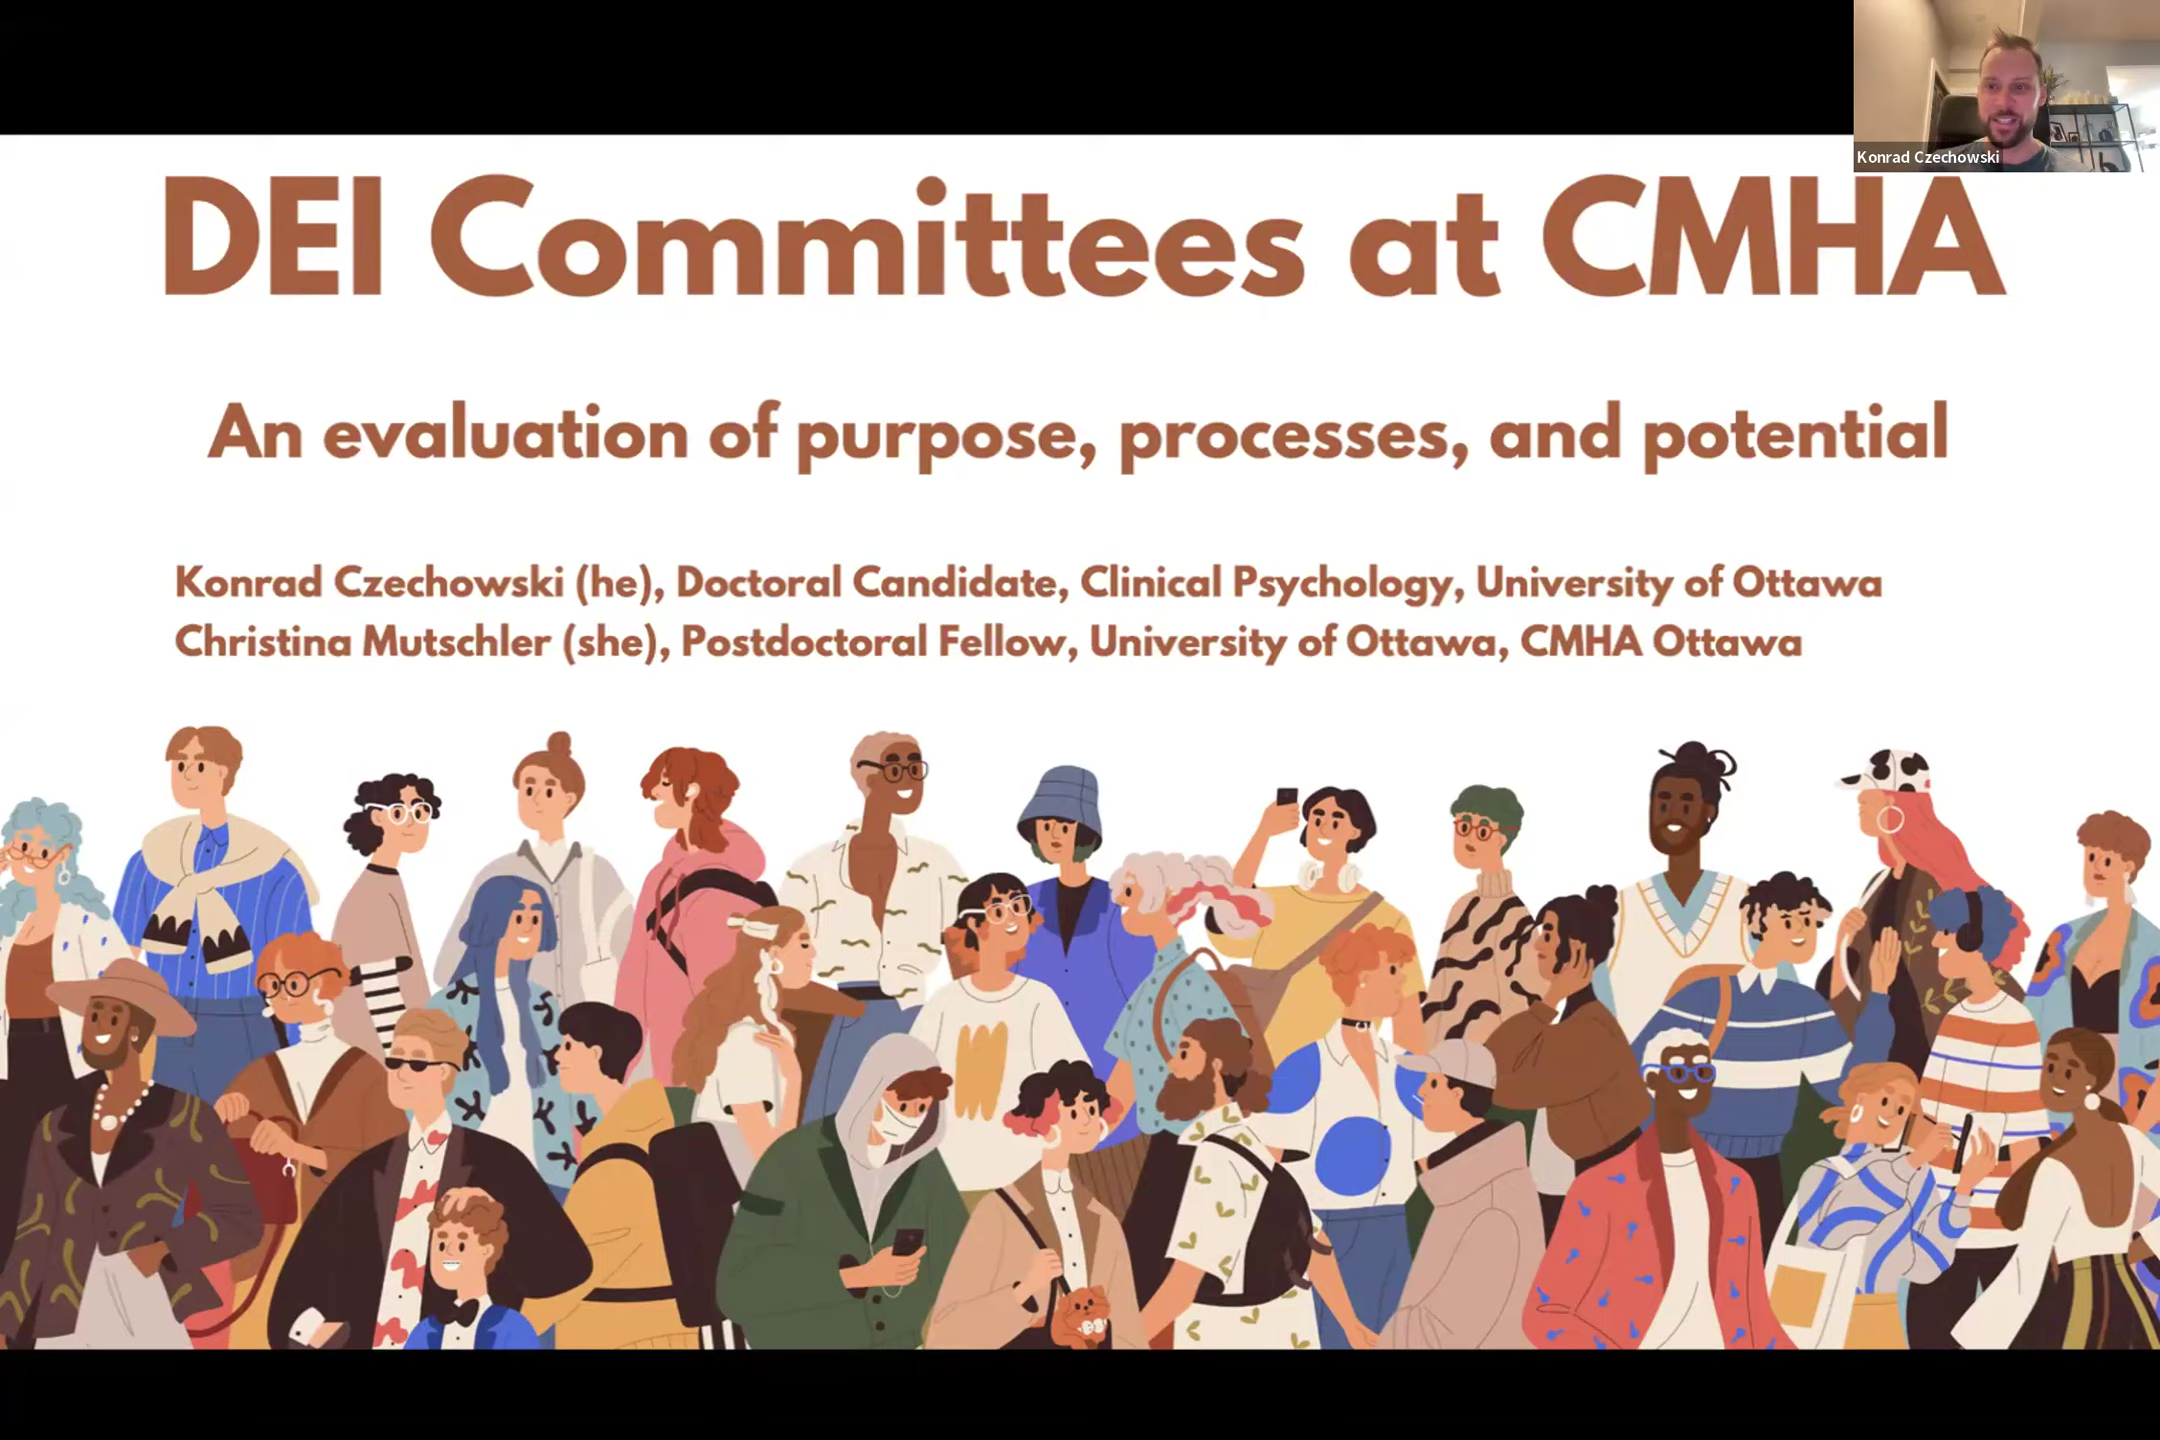 Konrad Czechowski
DEI Committees at CMHA
An evaluation of purpose, processes, and potential
Konrad Czechowski (he), Doctoral Candidate, Clinical Psychology, University of Ottawa
Christina Mutschler (she), Postdoctoral Fellow, University of Ottawa, CMHA Ottawa